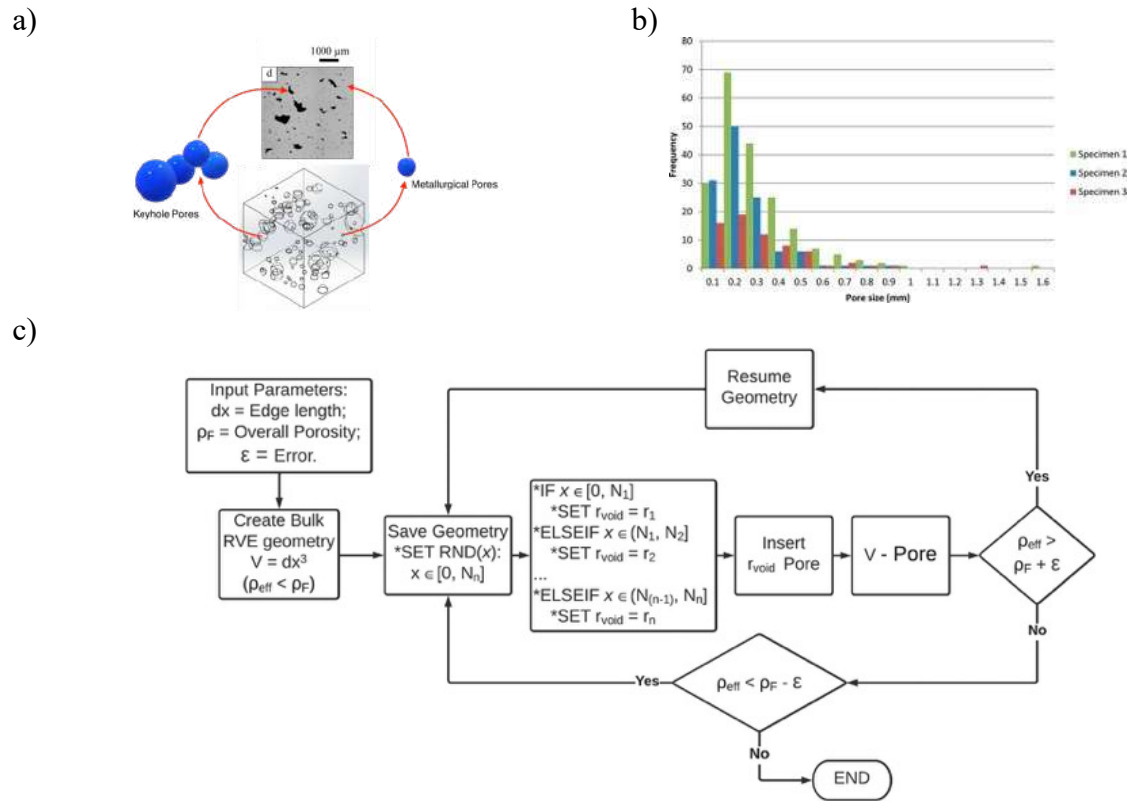 a)
1000 µm
d
Keyhole Pores
Metallurgical Pores
b)
80
70
60
50
40
30
20
10
0
Frequency
0.1 0.2 0.3 0.4 0.5 0.6 0.7 0.8 0.9 1 1.1 1.2 1.3 1.4 1.5 1.6
Pore size (mm)
Specimen 1
Specimen 2
Specimen 3
c)
Input Parameters:
dx = Edge length;
ρF = Overall Porosity;
ε = Error.
Create Bulk
RVE geometry
V = dx³
(ρeff < ρF)
Save Geometry
*SET RND(x):
x ∈ [0, Nn]
*IF x ∈ [0, N1]
*SET rvoid = r1
*ELSEIF x ∈ (N1, N2]
*SET rvoid = r2
...
*ELSEIF x ∈ (N(n-1), Nn]
*SET rvoid = rn
Insert
rvoid Pore
V - Pore
ρeff >
ρF + ε
Yes
Resume
Geometry
No
ρeff < ρF - ε
Yes
No
END